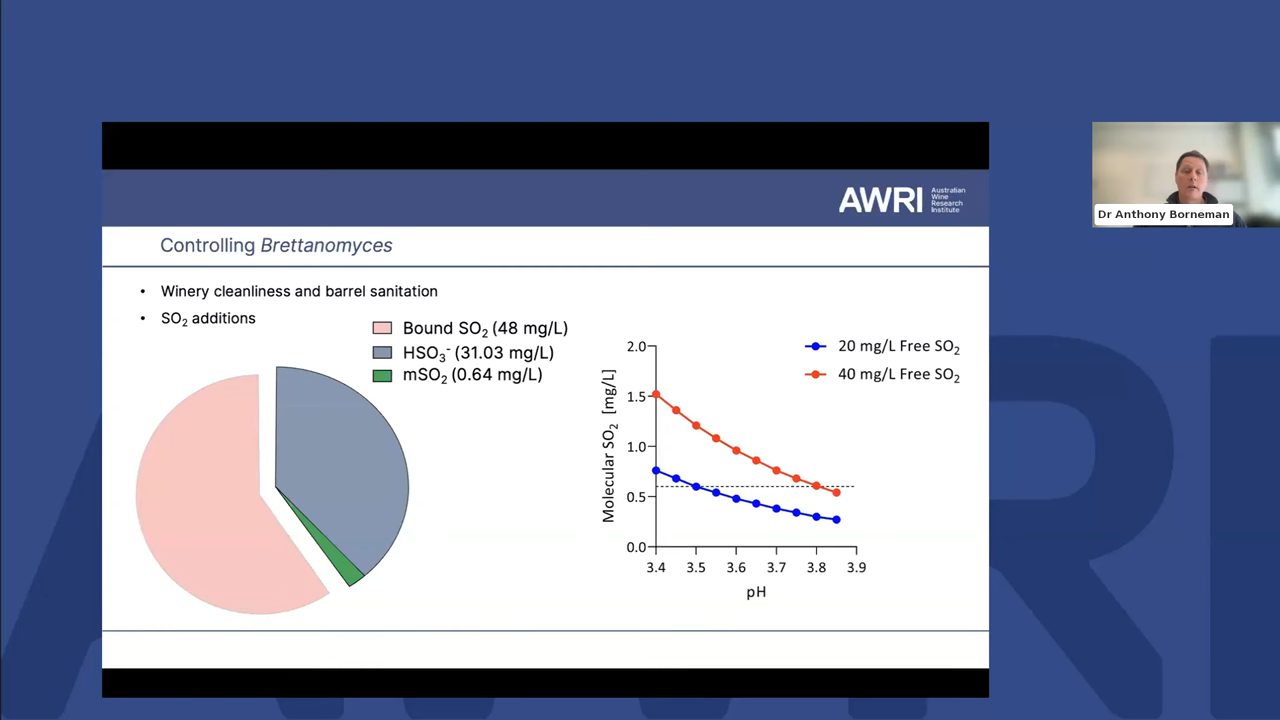 AWRI
Australian
Wine
Research
Institute
Dr Anthony Borneman
Controlling Brettanomyces
• Winery cleanliness and barrel sanitation
• SO₂ additions
Bound SO₂ (48 mg/L)
HSO₃⁻ (31.03 mg/L)
mSO₂ (0.64 mg/L)
20 mg/L Free SO₂
40 mg/L Free SO₂
Molecular SO₂ [mg/L]
2.0
1.5
1.0
0.5
0.0
3.4 3.5 3.6 3.7 3.8 3.9
pH